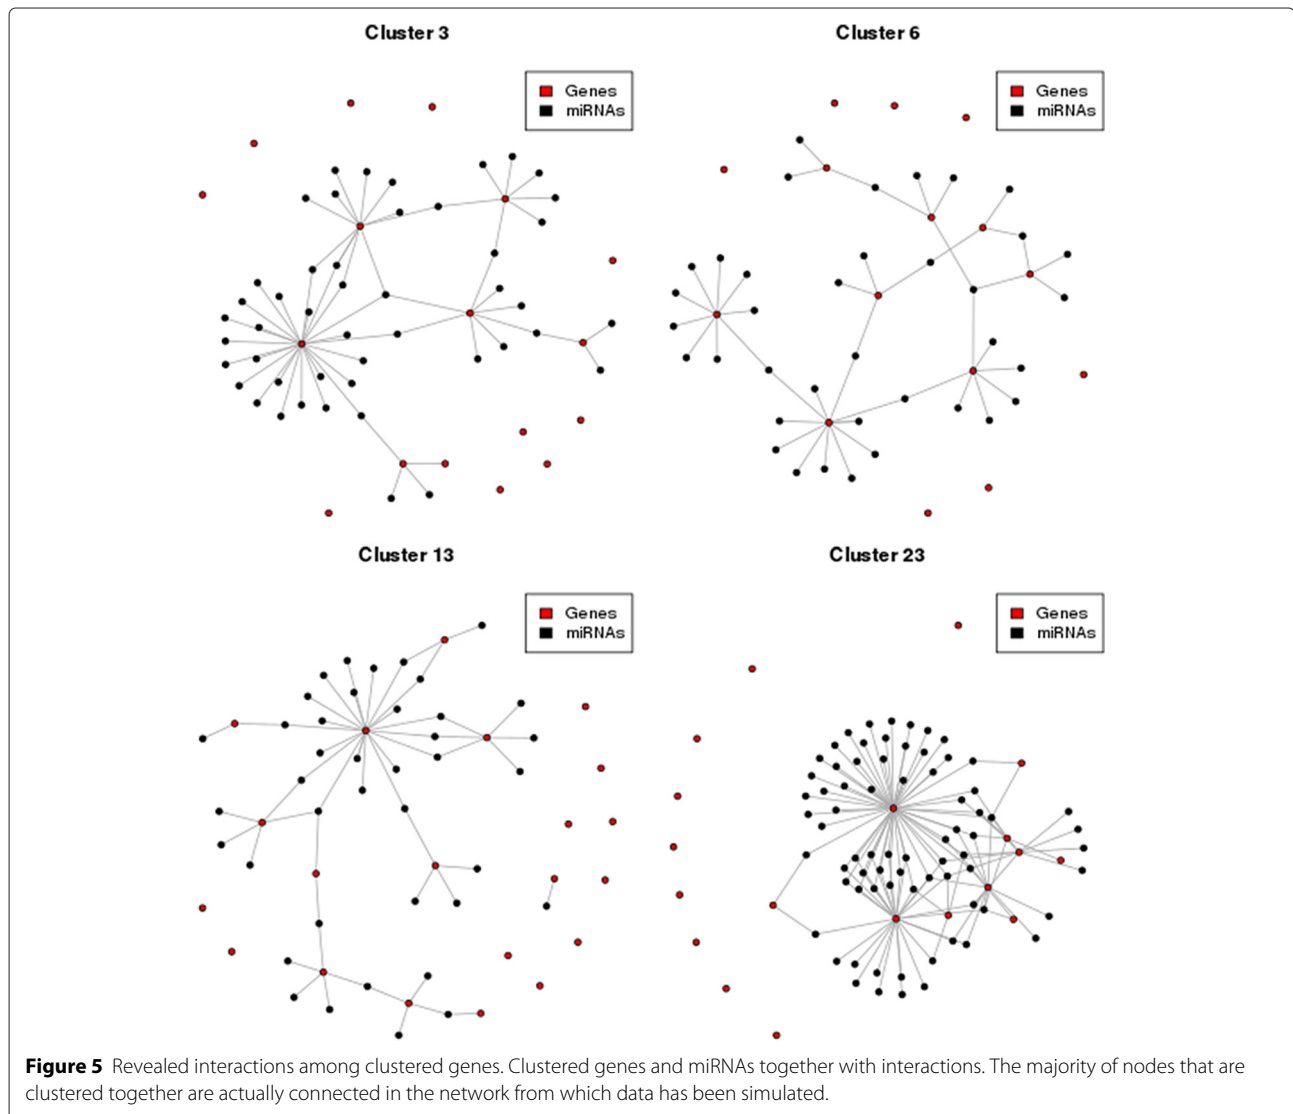 Cluster 3
Genes
miRNAs
Cluster 6
Genes
miRNAs
Cluster 13
Genes
miRNAs
Cluster 23
Genes
miRNAs
Figure 5 Revealed interactions among clustered genes. Clustered genes and miRNAs together with interactions. The majority of nodes that are
clustered together are actually connected in the network from which data has been simulated.